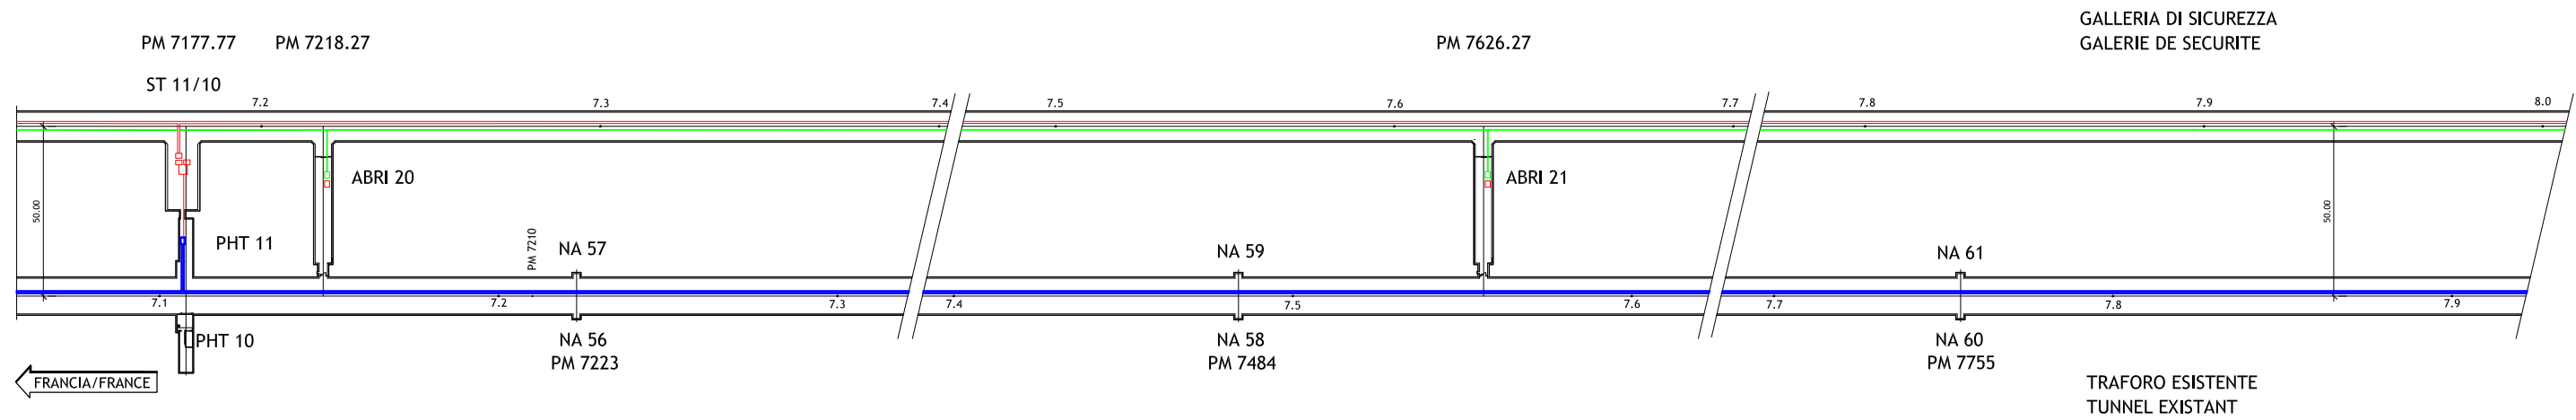 GALLERIA DI SICUREZZA
GALERIE DE SECURITE
PM 7177.77 PM 7218.27 PM 7626.27
ST 11/10
7.2 7.3 7.4 7.5 7.6 7.7 7.8 7.9 8.0
ABRI 20 ABRI 21
50.00 50.00
PHT 11 PM 7210 NA 57 NA 59 NA 61
7.1 7.2 7.3 7.4 7.5 7.6 7.7 7.8 7.9
PHT 10 NA 56 NA 58 NA 60
PM 7223 PM 7484 PM 7755
FRANCIA/FRANCE
TRAFORO ESISTENTE
TUNNEL EXISTANT